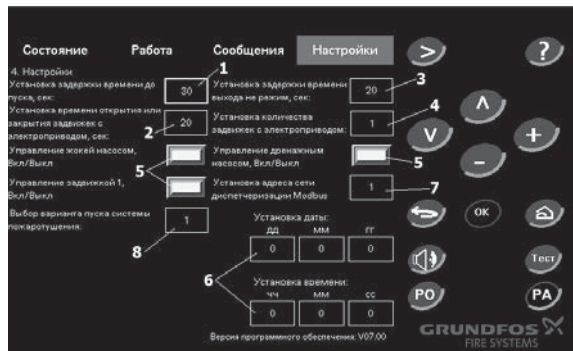 Состояние Работа Сообщения Настройки
4. Настройки
1
Установка задержки времени до
пуска, сек:
30
Установка задержки времени
выхода не режим, сек:
20
3
Установка времени открытия или
закрытия задвижек с
электроприводом, сек:
2
20
Установка количества
задвижек с электроприводом:
1
4
Управление жокей насосом,
Вкл/Выкл
5
Управление дренажным
насосом, Вкл/Выкл
5
Управление задвижкой 1,
Вкл/Выкл
Установка адреса сети
диспетчеризации Modbus
1
7
Выбор варианта пуска системы
пожаротушения:
1
8
Установка даты:
дд мм гг
0 0 0
6
Установка времени:
чч мм сс
0 0 0
Версия программного обеспечения: V07.00
>
?
Λ
V
+
-
OK
Тест
РО
РА
GRUNDFOS
FIRE SYSTEMS